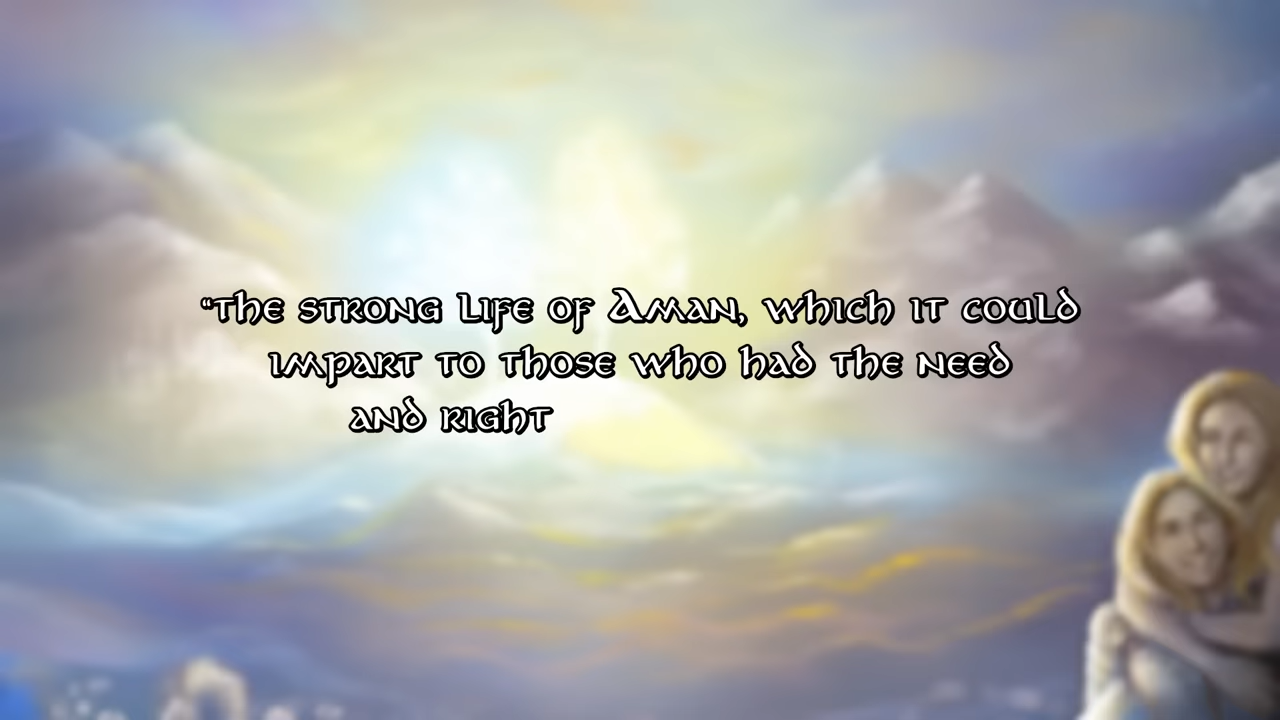 “The strong life of Aman, which it could
impart to those who had the need
and right